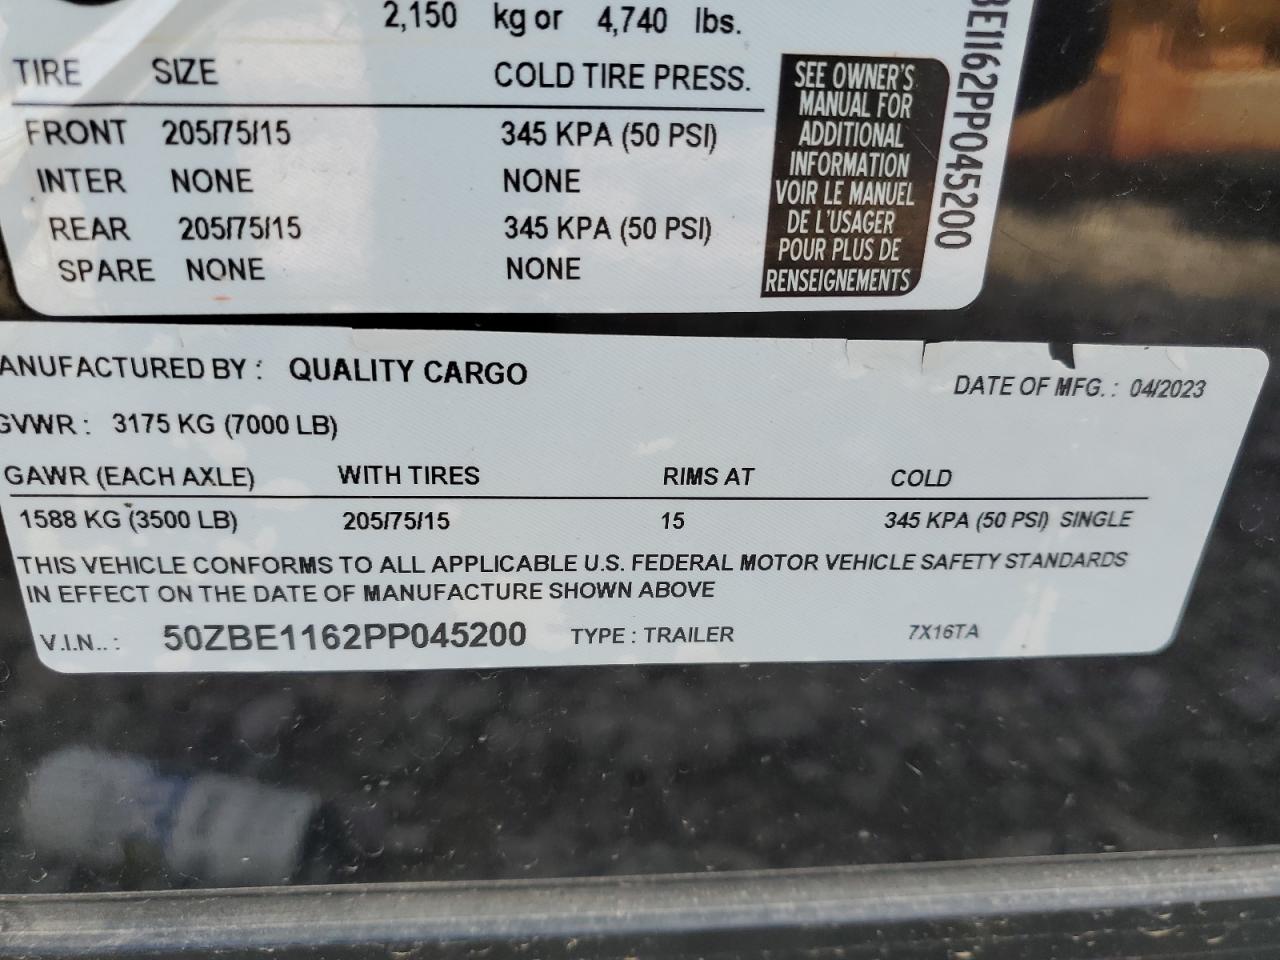 2,150 kg or 4,740 lbs.
TIRE SIZE COLD TIRE PRESS.
FRONT 205/75/15 345 KPA (50 PSI)
INTER NONE NONE
REAR 205/75/15 345 KPA (50 PSI)
SPARE NONE NONE
SEE OWNER'S
MANUAL FOR
ADDITIONAL
INFORMATION
VOIR LE MANUEL
DE L'USAGER
POUR PLUS DE
RENSEIGNEMENTS
BE1162PP045200
ANUFACTURED BY : QUALITY CARGO DATE OF MFG. : 04/2023
GVWR : 3175 KG (7000 LB)
GAWR (EACH AXLE) WITH TIRES RIMS AT COLD
1588 KG (3500 LB) 205/75/15 15 345 KPA (50 PSI) SINGLE
THIS VEHICLE CONFORMS TO ALL APPLICABLE U.S. FEDERAL MOTOR VEHICLE SAFETY STANDARDS
IN EFFECT ON THE DATE OF MANUFACTURE SHOWN ABOVE
V.I.N.. : 50ZBE1162PP045200 TYPE : TRAILER 7X16TA